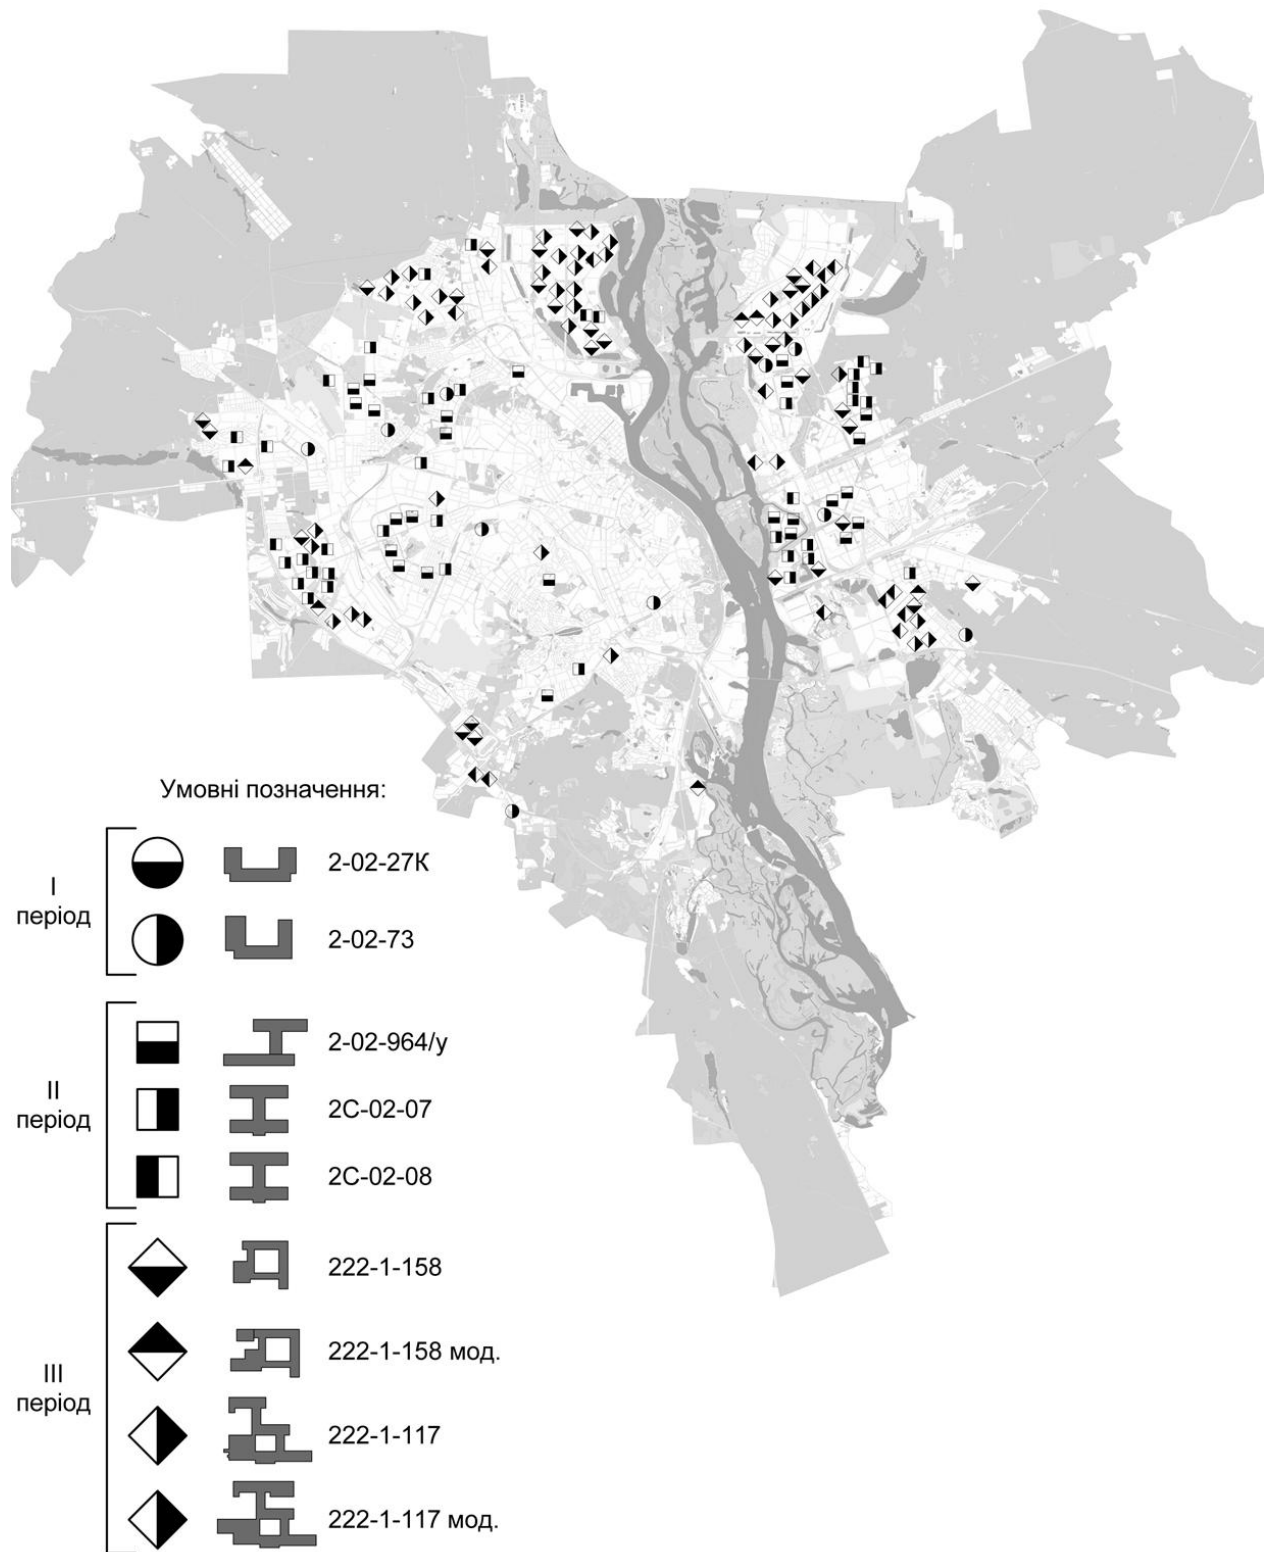 Умовні позначення:
I
період
2-02-27К
2-02-73
II
період
2-02-964/у
2С-02-07
2С-02-08
III
період
222-1-158
222-1-158 мод.
222-1-117
222-1-117 мод.